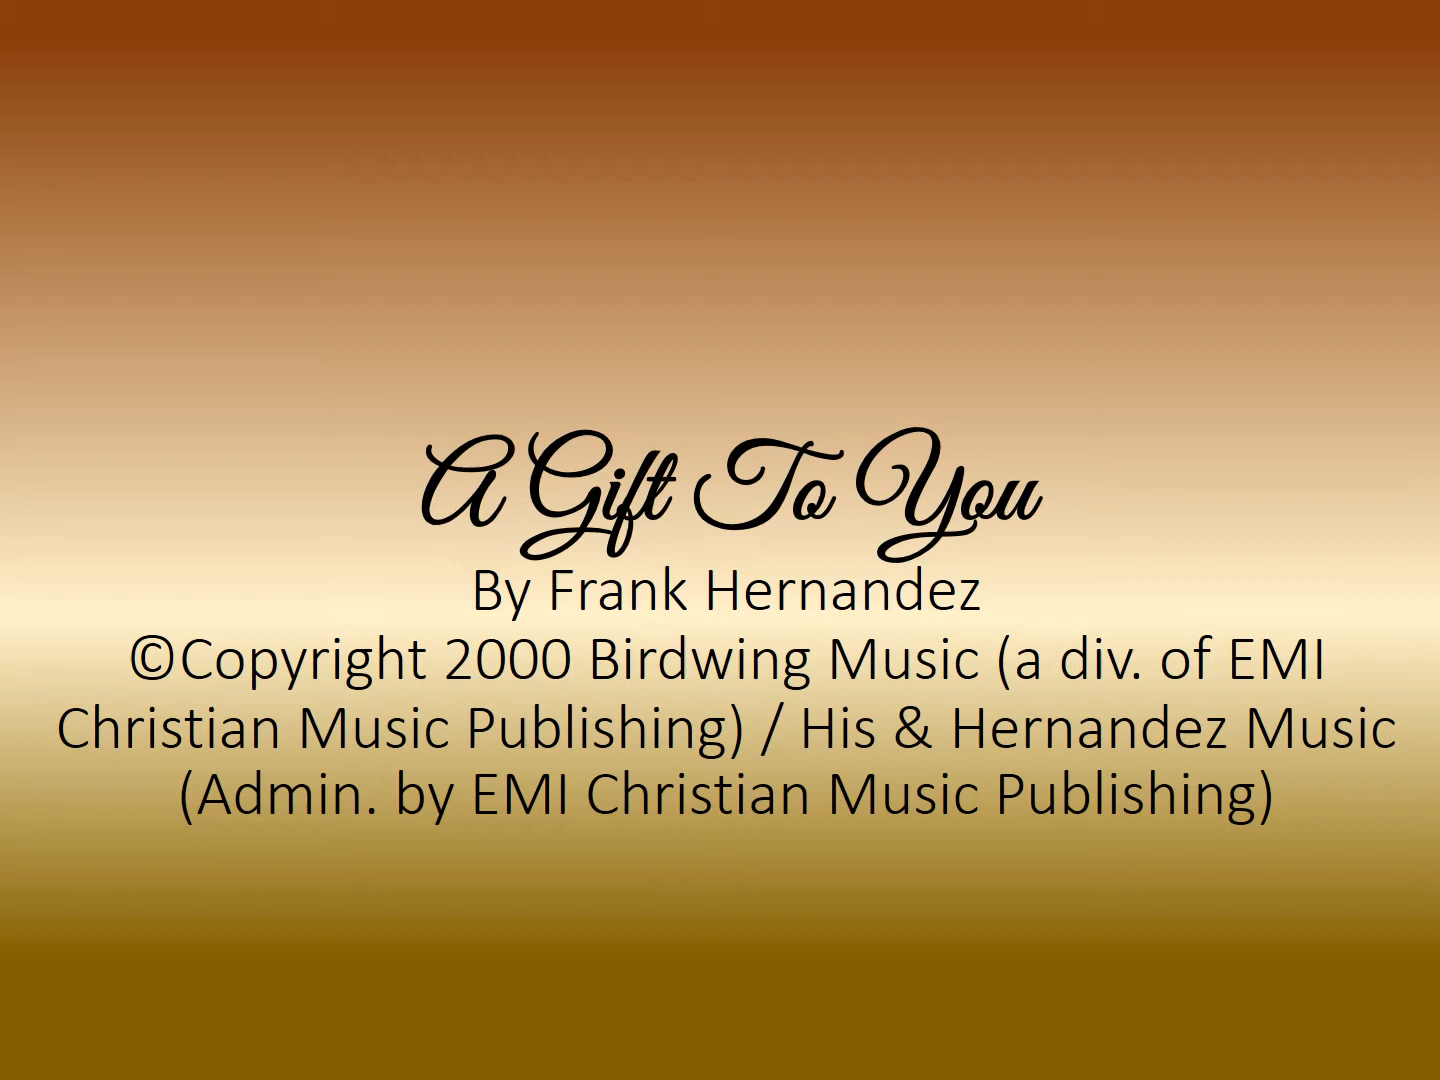 A Gift To You
By Frank Hernandez
©Copyright 2000 Birdwing Music (a div. of EMI
Christian Music Publishing) / His & Hernandez Music
(Admin. by EMI Christian Music Publishing)